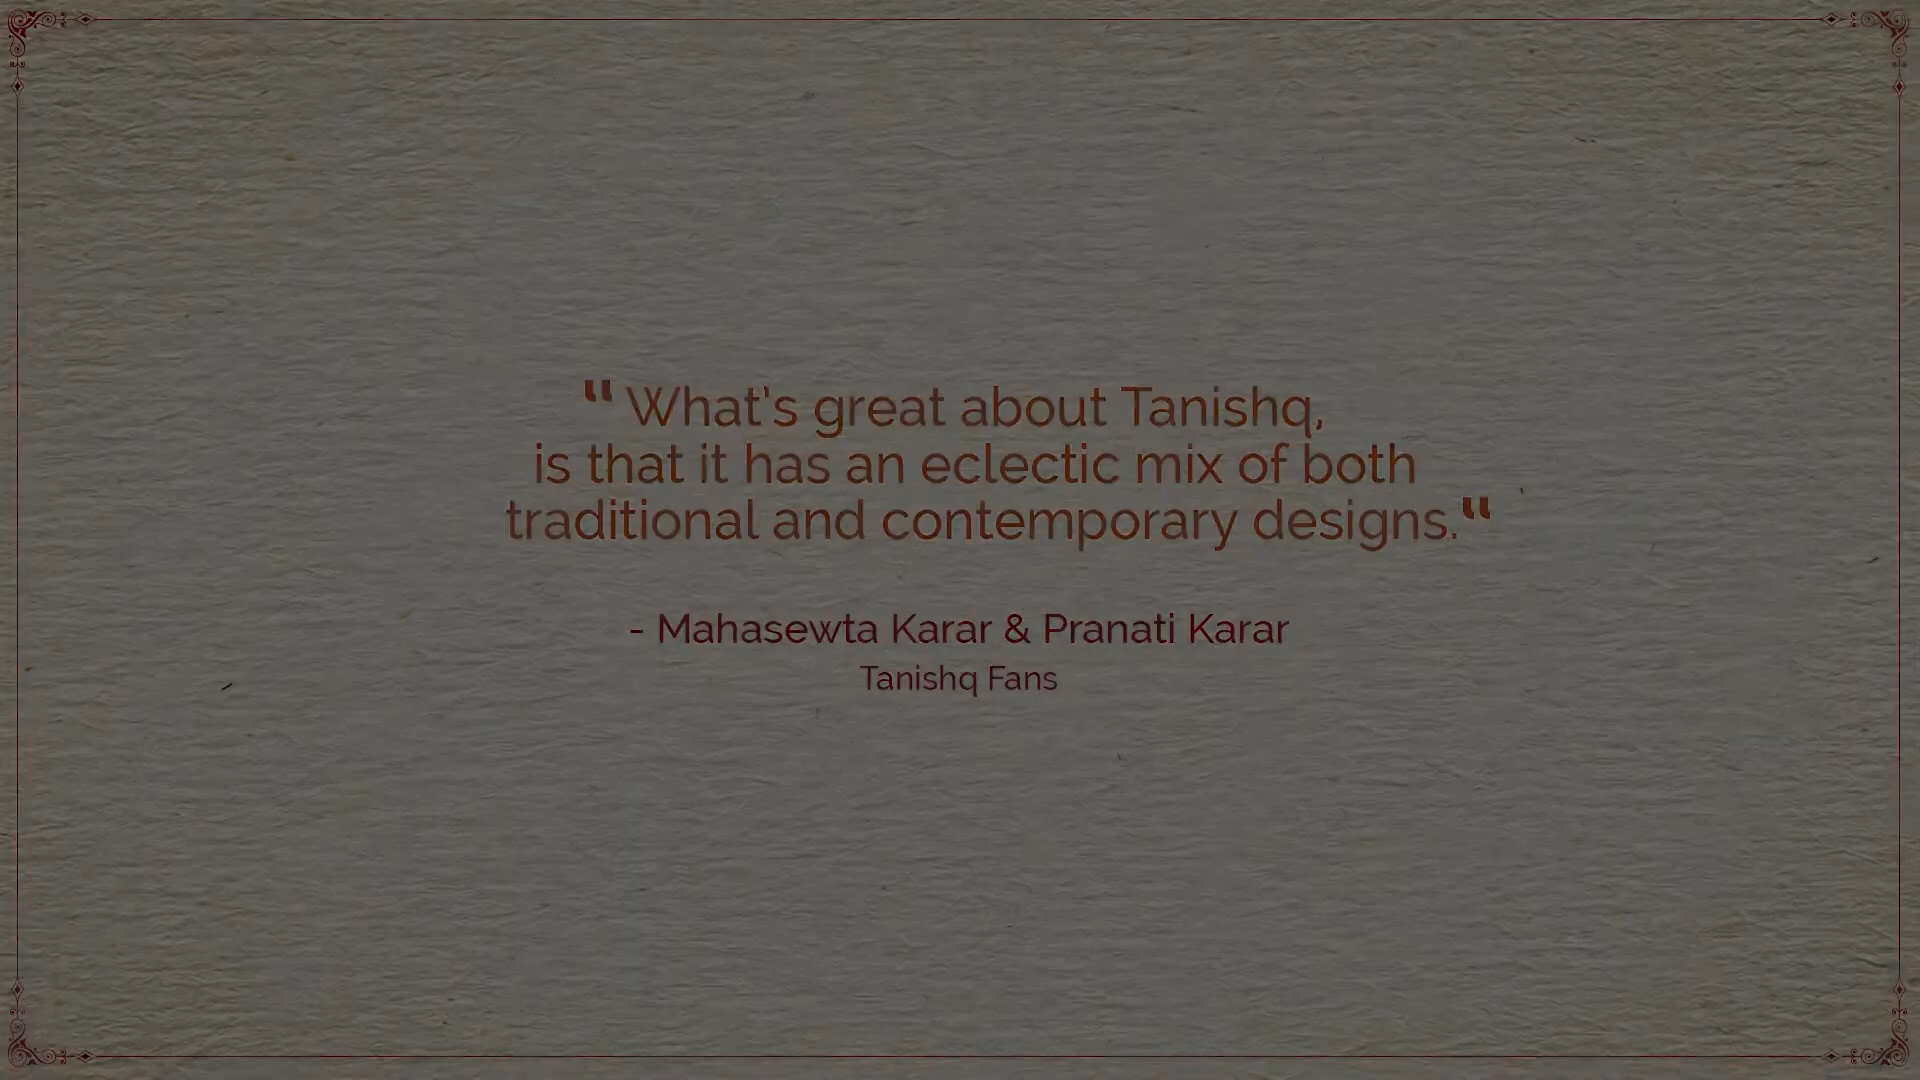 “ What's great about Tanishq,
is that it has an eclectic mix of both
traditional and contemporary designs.“
- Mahasewta Karar & Pranati Karar
Tanishq Fans